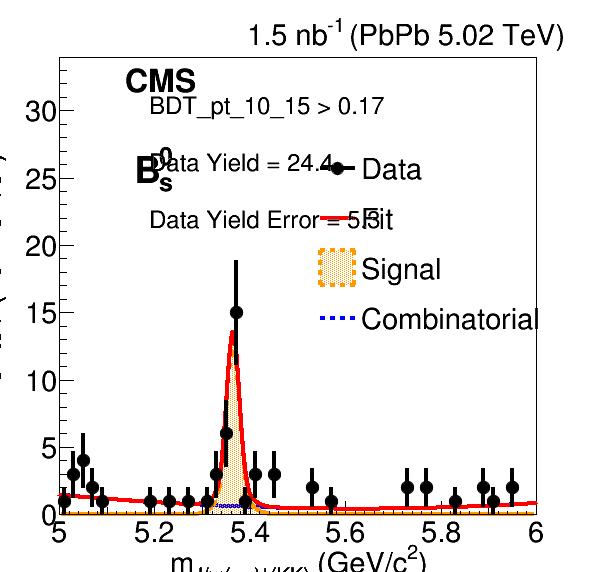 1.5 nb⁻¹ (PbPb 5.02 TeV)
CMS
BDT_pt_10_15 > 0.17
B⁰ₛ
Data Yield = 24.4
Data Yield Error = 5.3
Data
Fit
Signal
Combinatorial
30
25
20
15
10
5
0
5 5.2 5.4 5.6 5.8 6
m (GeV/c²)